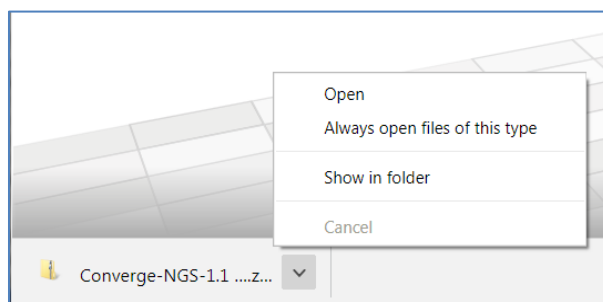 Open
Always open files of this type
Show in folder
Cancel
Converge-NGS-1.1 ....z...